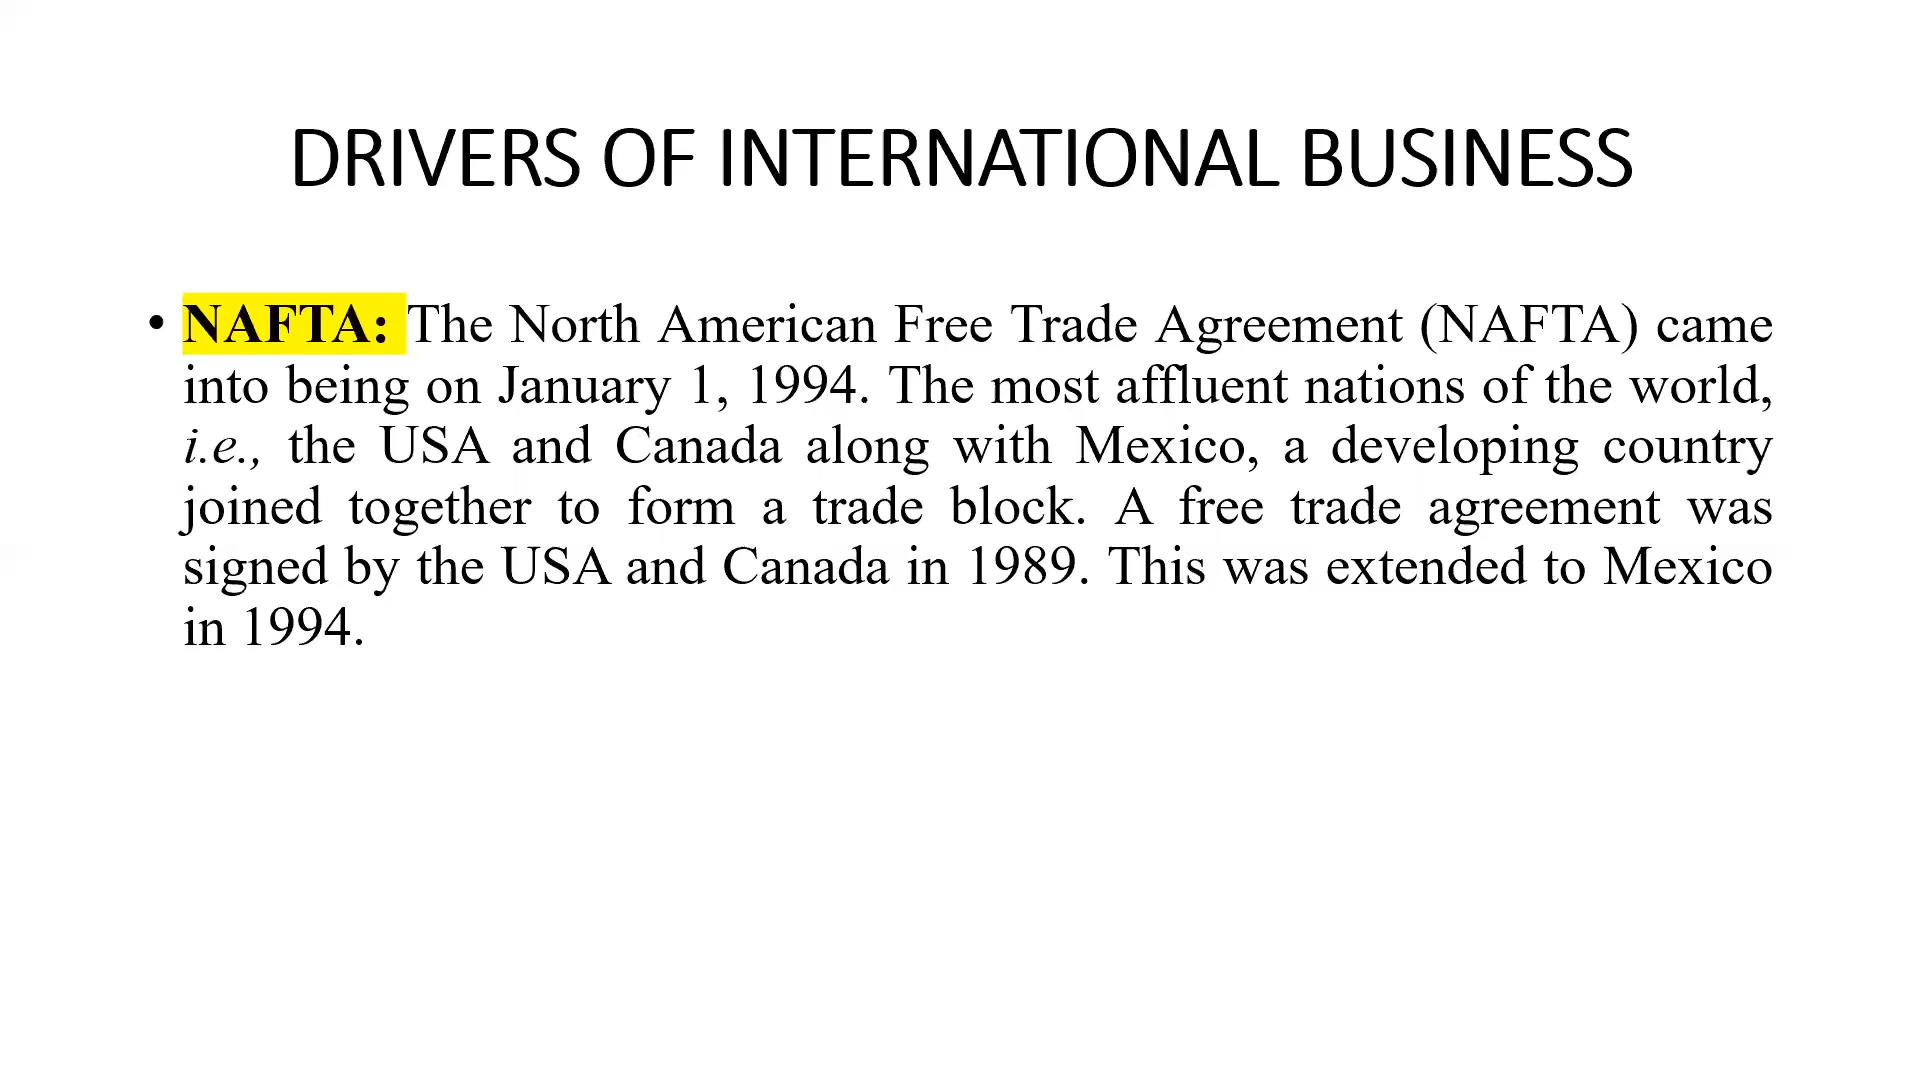 DRIVERS OF INTERNATIONAL BUSINESS
• NAFTA: The North American Free Trade Agreement (NAFTA) came
into being on January 1, 1994. The most affluent nations of the world,
i.e., the USA and Canada along with Mexico, a developing country
joined together to form a trade block. A free trade agreement was
signed by the USA and Canada in 1989. This was extended to Mexico
in 1994.